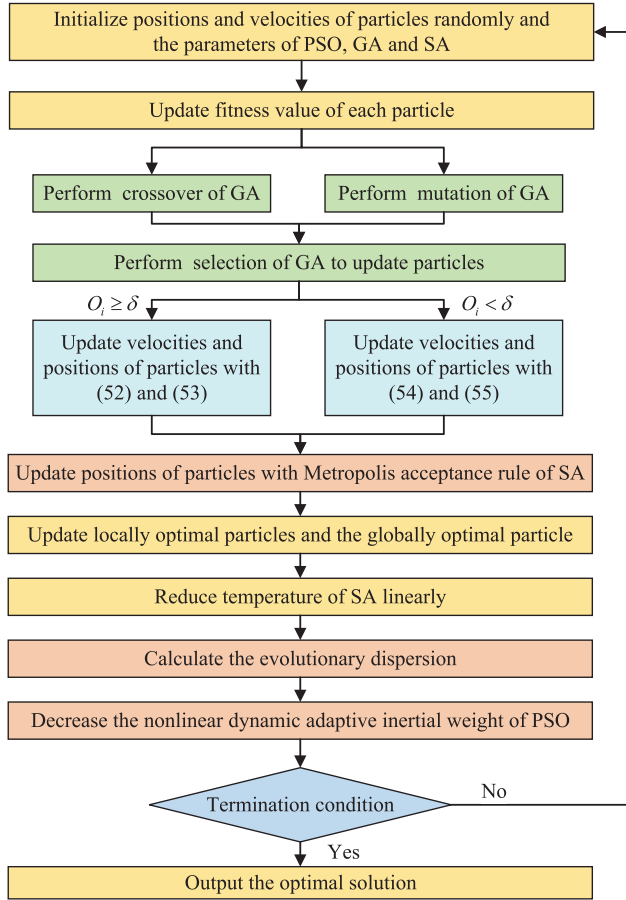 Initialize positions and velocities of particles randomly and
the parameters of PSO, GA and SA
Update fitness value of each particle
Perform crossover of GA
Perform mutation of GA
Perform selection of GA to update particles
O_i ≥ δ
O_i < δ
Update velocities and
positions of particles with
(52) and (53)
Update velocities and
positions of particles with
(54) and (55)
Update positions of particles with Metropolis acceptance rule of SA
Update locally optimal particles and the globally optimal particle
Reduce temperature of SA linearly
Calculate the evolutionary dispersion
Decrease the nonlinear dynamic adaptive inertial weight of PSO
Termination condition
No
Yes
Output the optimal solution